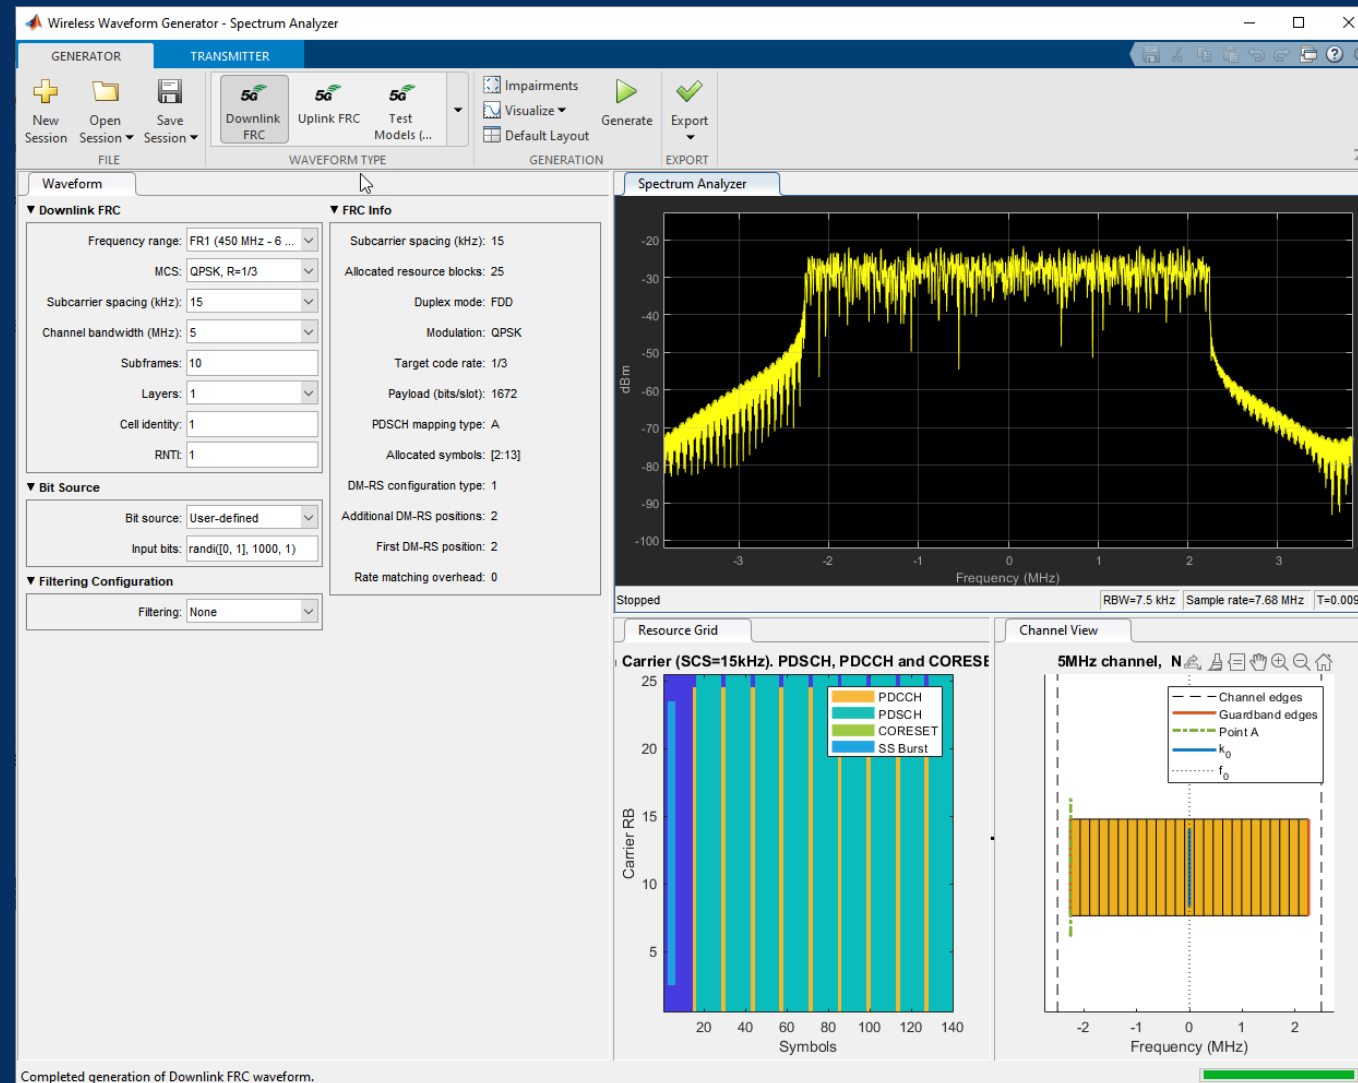 Wireless Waveform Generator - Spectrum Analyzer
GENERATOR
TRANSMITTER
New Session
Open Session
Save Session
FILE
5G Downlink FRC
5G Uplink FRC
5G Test Models (...
WAVEFORM TYPE
Impairments
Visualize
Default Layout
Generate
GENERATION
Export
EXPORT
Waveform
Downlink FRC
Frequency range: FR1 (450 MHz - 6 ...
MCS: QPSK, R=1/3
Subcarrier spacing (kHz): 15
Channel bandwidth (MHz): 5
Subframes: 10
Layers: 1
Cell identity: 1
RNTI: 1
Bit Source
Bit source: User-defined
Input bits: randi([0, 1], 1000, 1)
Filtering Configuration
Filtering: None
FRC Info
Subcarrier spacing (kHz): 15
Allocated resource blocks: 25
Duplex mode: FDD
Modulation: QPSK
Target code rate: 1/3
Payload (bits/slot): 1672
PDSCH mapping type: A
Allocated symbols: [2:13]
DM-RS configuration type: 1
Additional DM-RS positions: 2
First DM-RS position: 2
Rate matching overhead: 0
Spectrum Analyzer
-20
-30
-40
-50
-60
-70
-80
-90
-100
dBm
-3 -2 -1 0 1 2 3
Frequency (MHz)
Stopped
RBW=7.5 kHz Sample rate=7.68 MHz T=0.009
Resource Grid
Carrier (SCS=15kHz). PDSCH, PDCCH and CORESE
25
20
15
10
5
Carrier RB
PDCCH
PDSCH
CORESET
SS Burst
20 40 60 80 100 120 140
Symbols
Channel View
5MHz channel, N
Channel edges
Guardband edges
Point A
k0
f0
-2 -1 0 1 2
Frequency (MHz)
Completed generation of Downlink FRC waveform.